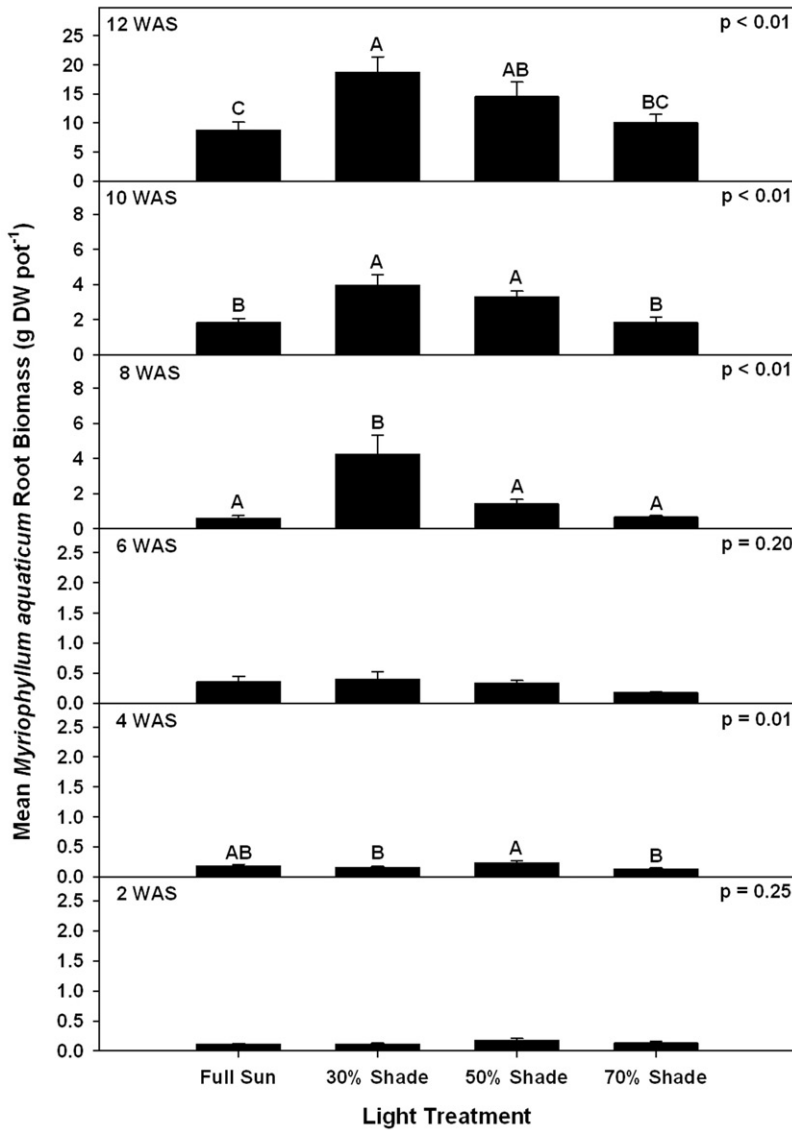 Mean Myriophyllum aquaticum Root Biomass (g DW pot-1)
12 WAS
p < 0.01
25
20
15
10
5
0
C
A
AB
BC
10 WAS
p < 0.01
8
6
4
2
0
B
A
A
B
8 WAS
p < 0.01
8
6
4
2
0
A
B
A
A
6 WAS
p = 0.20
2.5
2.0
1.5
1.0
0.5
0.0
4 WAS
p = 0.01
2.5
2.0
1.5
1.0
0.5
0.0
AB
B
A
B
2 WAS
p = 0.25
2.5
2.0
1.5
1.0
0.5
0.0
Full Sun
30% Shade
50% Shade
70% Shade
Light Treatment